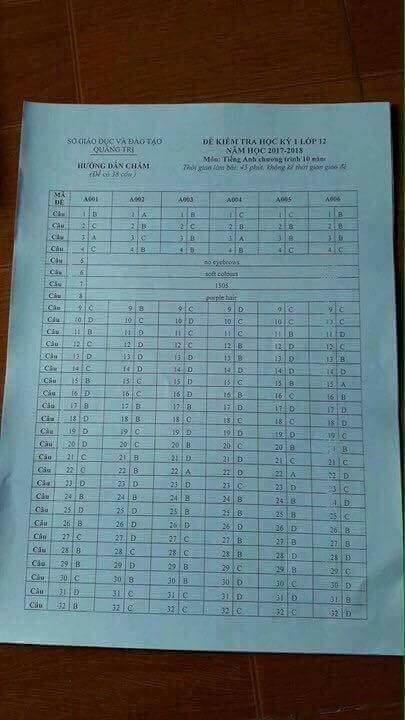 SỞ GIÁO DỤC VÀ ĐÀO TẠO
QUẢNG TRỊ
HƯỚNG DẪN CHẤM
(Đề có 38 câu)
ĐỀ KIỂM TRA HỌC KỲ 1 LỚP 12
NĂM HỌC 2017-2018
Môn: Tiếng Anh chương trình 10 năm
Thời gian làm bài: 45 phút, không kể thời gian giao đề
MÃ ĐỀ A001 A002 A003 A004 A005 A006
Câu 1 B 1 A 1 B 1 C 1 C 1 B
Câu 2 C 2 B 2 C 2 B 2 B 2 B
Câu 3 A 3 C 3 B 3 A 3 B 3 B
Câu 4 C 4 B 4 B 4 C 4 C 4 C
Câu 5 no eyebrows
Câu 6 soft colours
Câu 7 1505
Câu 8 purple hair
Câu 9 C 9 B 9 C 9 D 9 C 9 C
Câu 10 D 10 C 10 D 10 C 10 C C
Câu 11 B 11 D 11 C 11 C 11 B 11 C
Câu 12 C 12 C 12 C 12 B 12 D 12 C
Câu 13 D 13 D 13 D 15 B 13 D 13 B
Câu 14 C 14 D 14 D 14 C 14 D 14 D
Câu 15 B 15 C 15 D 15 C 15 B 15 A
Câu 16 D 16 C 16 D 16 C 16 C 16 B
Câu 17 B 17 B 17 B 17 D 17 C 17 B
Câu 18 D 18 B 18 C 18 C 18 C 18 D
Câu 19 D 19 C 19 D 19 D 19 D 19 C
Câu 20 D 20 C 20 B 20 C 20 B B
Câu 21 C 21 B 21 D 21 D 21 C 21 C
Câu 22 C 22 B 22 A 22 D 22 A 22 D
Câu 23 D 23 D 23 D 23 D 23 D C
Câu 24 B 24 B 24 B 24 B 24 B D
Câu 25 D 25 D 25 B 25 B 25 B 25 C
Câu 26 B 26 D 26 D 26 D 26 D 26 B
Câu 27 C 27 D 27 C 27 B 27 B 27 B
Câu 28 B 28 C 28 C 28 B 28 D 28 D
Câu 29 B 29 D 29 D 29 C 29 B 29 C
Câu 30 C 30 B 30 B 30 C 30 C 30 D
Câu 31 D 31 C 31 C 31 D 31 D 31 D
Câu 32 B 32 C 32 C 32 C 32 C 32 D